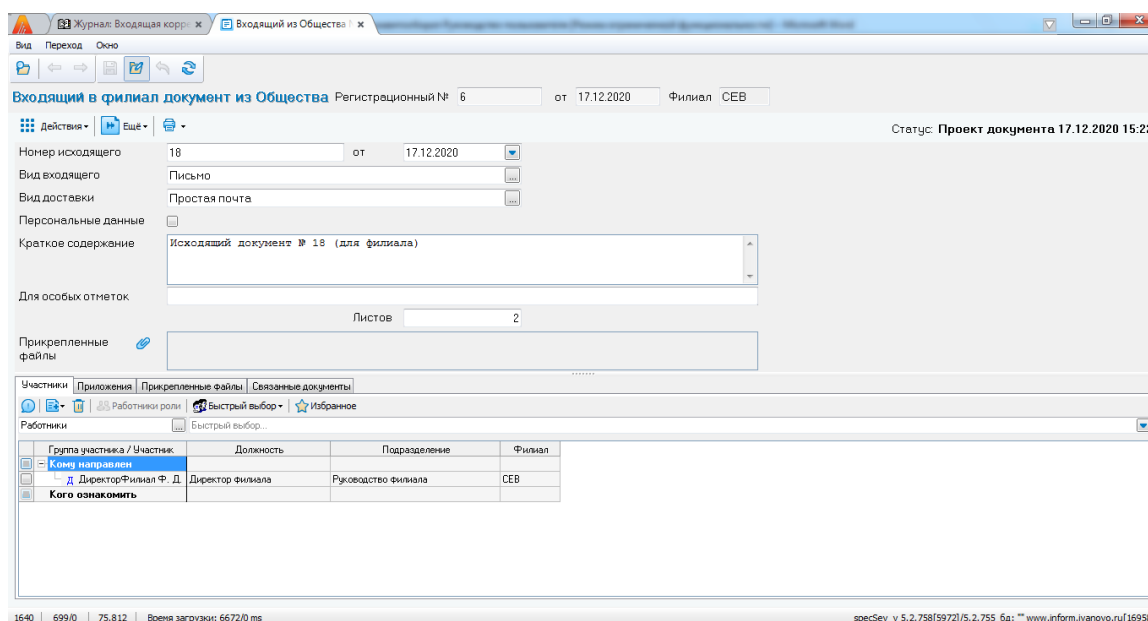 Журнал: Входящая корре
Входящий из Общества №
Вид Переход Окно
Входящий в филиал документ из Общества Регистрационный № 6 от 17.12.2020 Филиал СЕВ
Действия Ещё
Статус: Проект документа 17.12.2020 15:22
Номер исходящего 18 от 17.12.2020
Вид входящего Письмо ...
Вид доставки Простая почта ...
Персональные данные
Краткое содержание Исходящий документ № 18 (для филиала)
Для особых отметок
Листов 2
Прикрепленные
файлы
Участники Приложения Прикрепленные файлы Связанные документы
Работники роли Быстрый выбор Избранное
Работники ... Быстрый выбор...
Группа участника / Участник Должность Подразделение Филиал
Кому направлен
Д ДиректорФилиал Ф. Д. Директор филиала Руководство филиала СЕВ
Кого ознакомить
1640 699/0 75,812 Время загрузки: 6672/0 ms specSev v 5.2.758[5972]/5.2.755 бд: "" www.inform.ivanovo.ru[1695